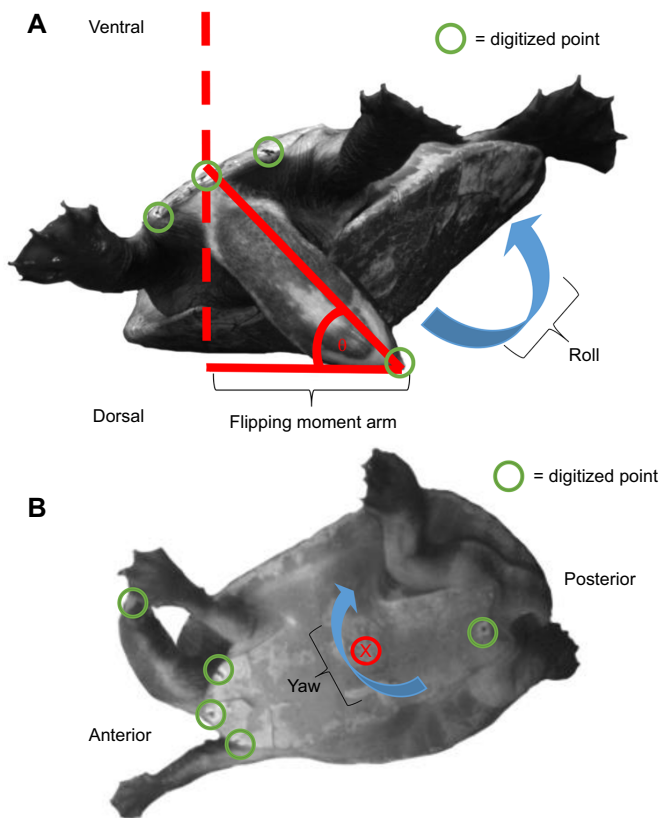 A
Ventral
= digitized point
θ
Roll
Dorsal
Flipping moment arm
= digitized point
B
Posterior
X
Yaw
Anterior